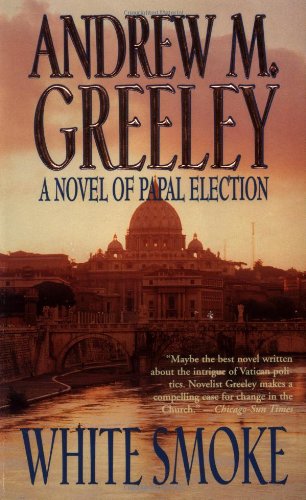 ANDREW M.
GREELEY
A NOVEL OF PAPAL ELECTION
"Maybe the best novel written
about the intrigue of Vatican poli-
tics. Novelist Greeley makes a
compelling case for change in the
Church." —Chicago-Sun Times
WHITE SMOKE